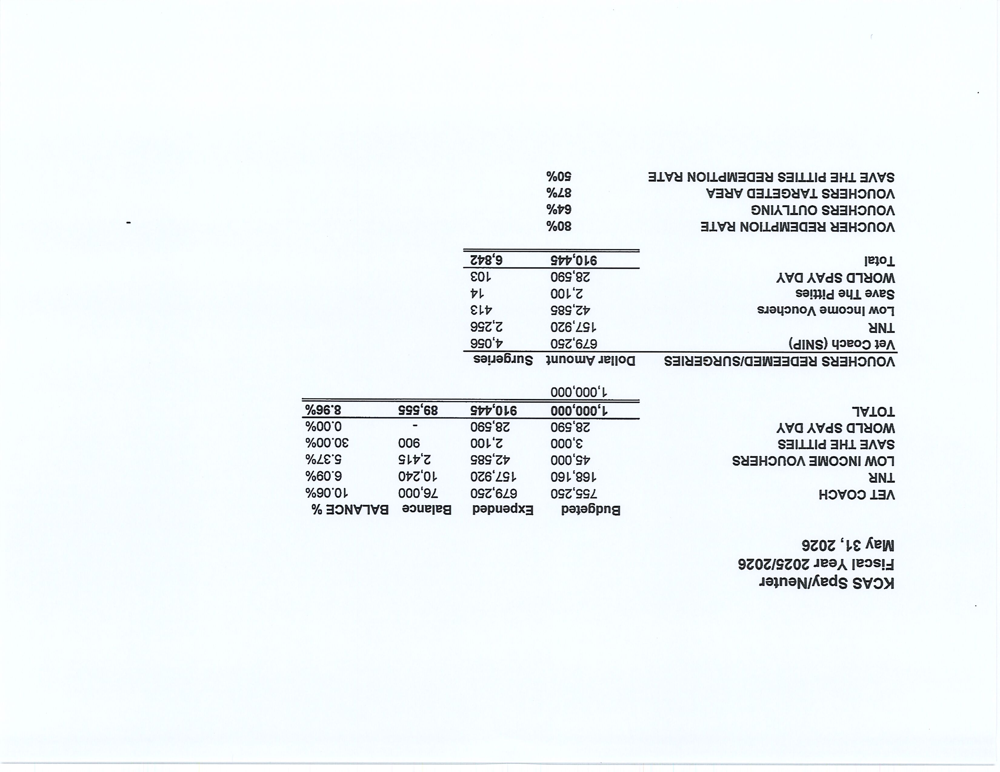 KCAS Spay/Neuter
Fiscal Year 2025/2026
May 31, 2026
Budgeted Expended Balance BALANCE %
VET COACH 755,250 679,250 76,000 10.06%
TNR 168,160 157,920 10,240 6.09%
LOW INCOME VOUCHERS 45,000 42,585 2,415 5.37%
SAVE THE PITTIES 3,000 2,100 900 30.00%
WORLD SPAY DAY 28,590 28,590 - 0.00%
TOTAL 1,000,000 910,445 89,555 8.96%
1,000,000
VOUCHERS REDEEMED/SURGERIES Dollar Amount Surgeries
Vet Coach (SNIP) 679,250 4,056
TNR 157,920 2,256
Low Income Vouchers 42,585 413
Save The Pitties 2,100 14
WORLD SPAY DAY 28,590 103
Total 910,445 6,842
VOUCHER REDEMPTION RATE 80%
VOUCHERS OUTLYING 64%
VOUCHERS TARGETED AREA 87%
SAVE THE PITTIES REDEMPTION RATE 50%